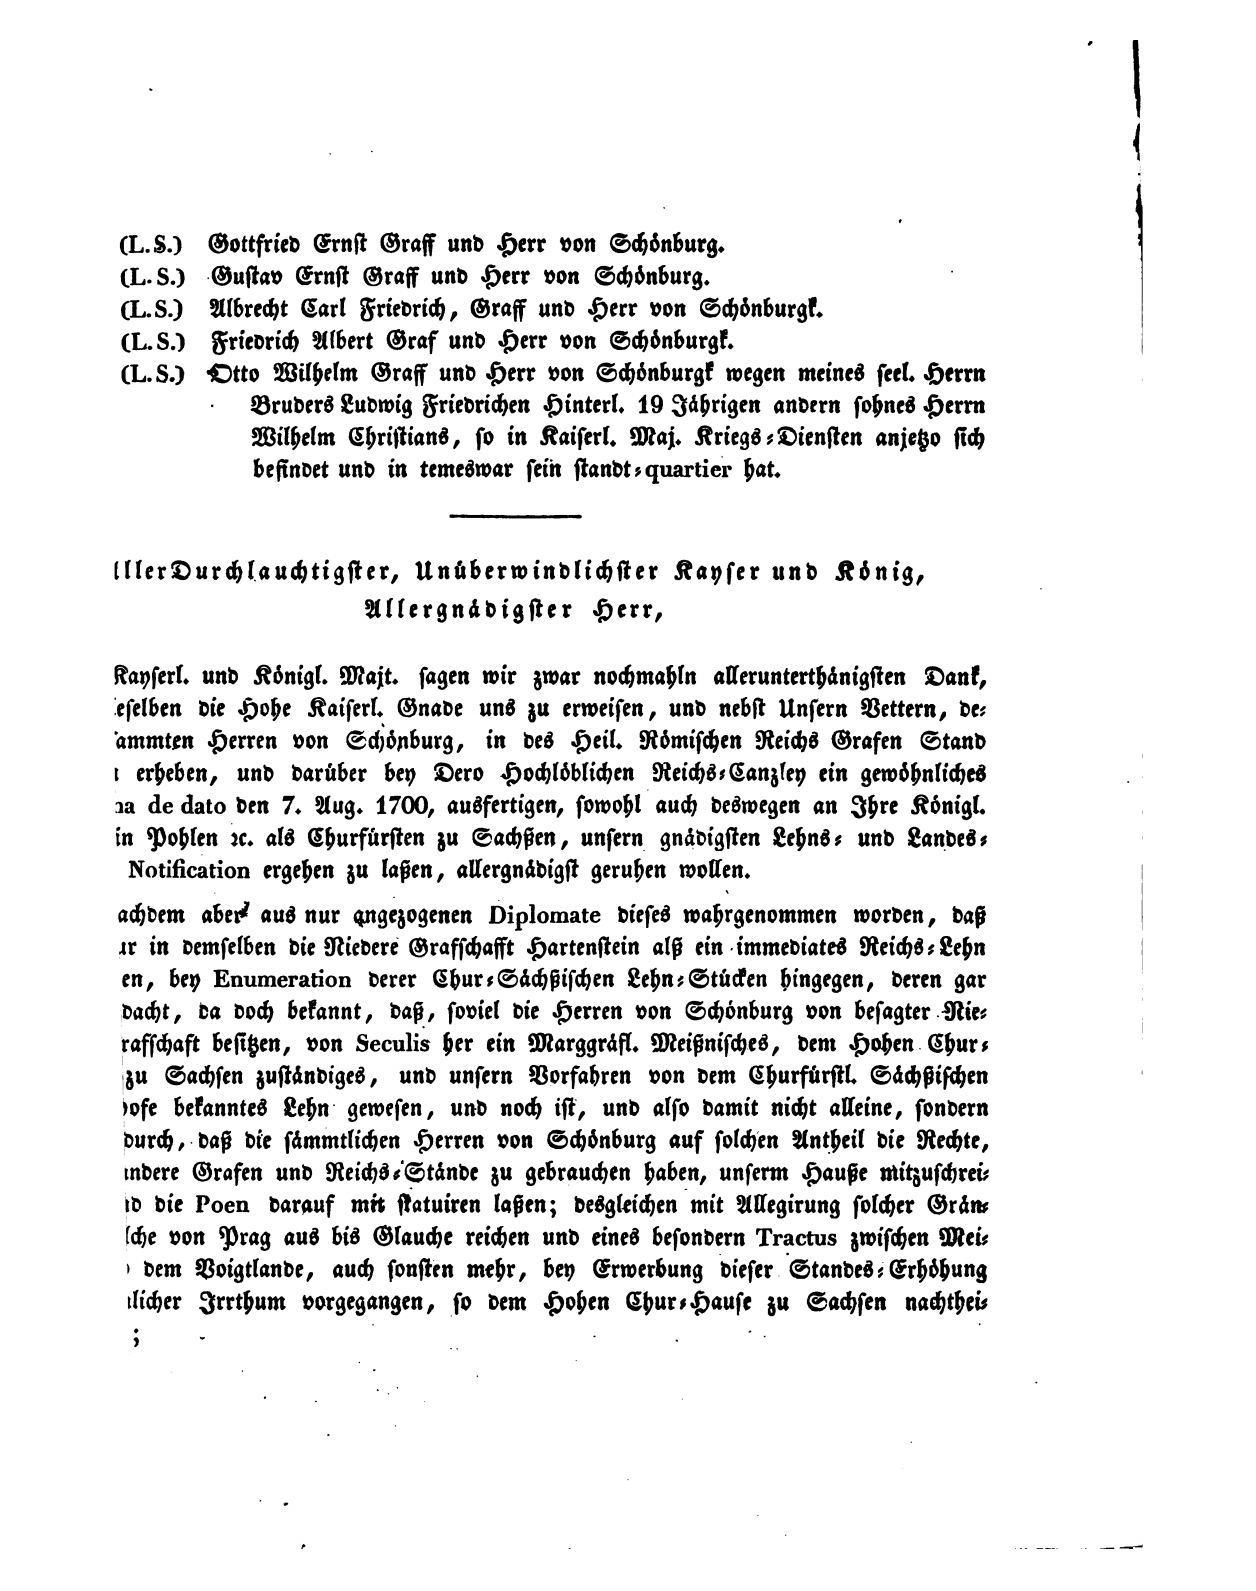 (L.S.) Gottfried Ernst Graff und Herr von Schönburg.
(L.S.) Gustav Ernst Graff und Herr von Schönburg.
(L.S.) Albrecht Carl Friedrich, Graff und Herr von Schönburgk.
(L.S.) Friedrich Albert Graf und Herr von Schönburgk.
(L.S.) Otto Wilhelm Graff und Herr von Schönburgk wegen meines seel. Herrn
Bruders Ludwig Friedrichen Hinterl. 19 Jährigen andern sohnes Herrn
Wilhelm Christians, so in Kaiserl. Maj. Kriegs-Diensten anjetzo sich
befindet und in temeswar sein standt-quartier hat.
llerDurchlauchtigster, Unüberwindlichster Kayser und König,
Allergnädigster Herr,
Kayserl. und Königl. Majt. sagen wir zwar nochmahln allerunterthänigsten Dank,
eselben die Hohe Kaiserl. Gnade uns zu erweisen, und nebst Unsern Vettern, de-
ammten Herren von Schönburg, in des Heil. Römischen Reichs Grafen Stand
erheben, und darüber bey Dero Hochlöblichen Reichs-Canzley ein gewöhnliches
na de dato den 7. Aug. 1700, ausfertigen, sowohl auch deswegen an Ihre Königl.
in Pohlen ꝛc. als Churfürsten zu Sachßen, unsern gnädigsten Lehns- und Landes-
Notification ergehen zu laßen, allergnädigst geruhen wollen.
achdem aber aus nur angezogenen Diplomate dieses wahrgenommen worden, daß
ur in demselben die Niedere Grafschafft Hartenstein alß ein immediates Reichs-Lehn
en, bey Enumeration derer Chur-Sächßischen Lehn-Stücken hingegen, deren gar
dacht, da doch bekannt, daß, soviel die Herren von Schönburg von besagter Nie-
rafschaft besitzen, von Seculis her ein Marggräfl. Meißnisches, dem Hohen Chur-
zu Sachsen zuständiges, und unsern Vorfahren von dem Churfürstl. Sächßischen
ofe bekanntes Lehn gewesen, und noch ist, und also damit nicht alleine, sondern
durch, daß die sämmtlichen Herren von Schönburg auf solchen Antheil die Rechte,
andere Grafen und Reichs-Stände zu gebrauchen haben, unserm Hauße mitzuschrei-
nd die Poen darauf mit statuiren laßen; desgleichen mit Allegirung solcher Grän-
lche von Prag aus bis Glauche reichen und eines besondern Tractus zwischen Mei-
dem Voigtlande, auch sonsten mehr, bey Erwerbung dieser Standes-Erhöhung
tlicher Irrthum vorgegangen, so dem Hohen Chur-Hause zu Sachsen nachthei-
;